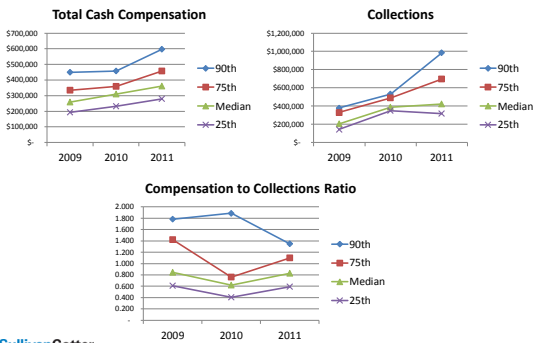 Total Cash Compensation
$700,000
$600,000
$500,000
$400,000
$300,000
$200,000
$100,000
$-
2009 2010 2011
90th
75th
Median
25th
Collections
$1,200,000
$1,000,000
$800,000
$600,000
$400,000
$200,000
$-
2009 2010 2011
90th
75th
Median
25th
Compensation to Collections Ratio
2.000
1.800
1.600
1.400
1.200
1.000
0.800
0.600
0.400
0.200
-
2009 2010 2011
90th
75th
Median
25th
SullivanCotter